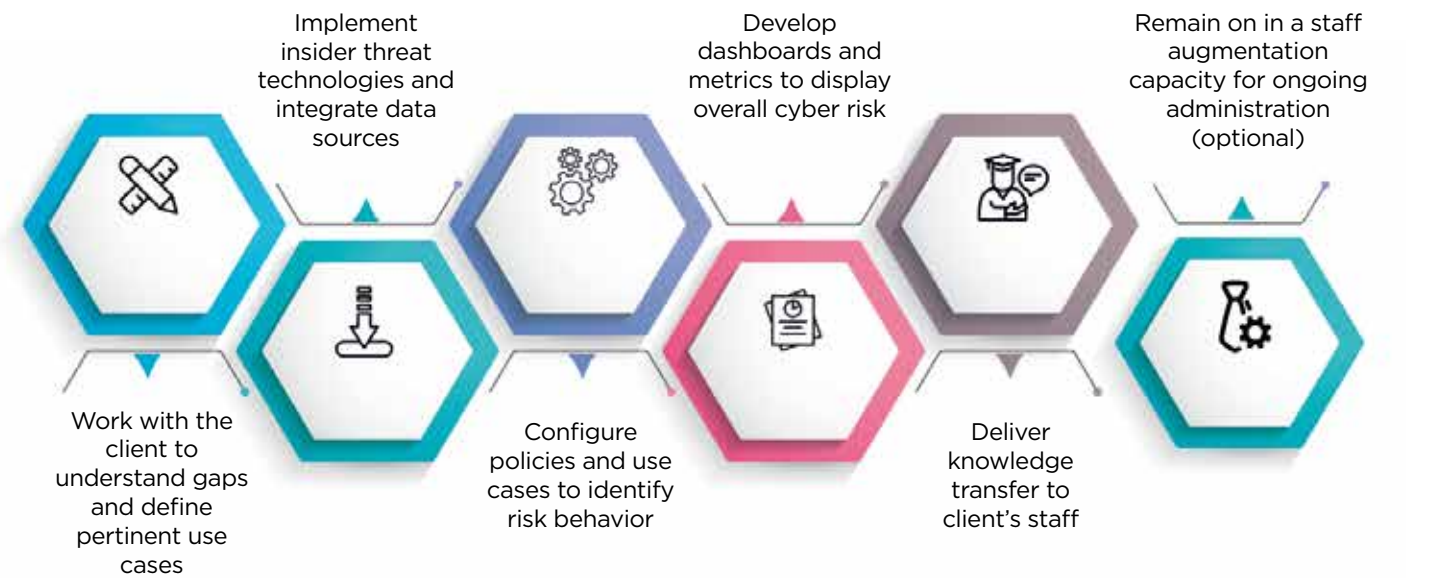 Work with the
client to
understand gaps
and define
pertinent use
cases
Implement
insider threat
technologies and
integrate data
sources
Configure
policies and use
cases to identify
risk behavior
Develop
dashboards and
metrics to display
overall cyber risk
Deliver
knowledge
transfer to
client's staff
Remain on in a staff
augmentation
capacity for ongoing
administration
(optional)